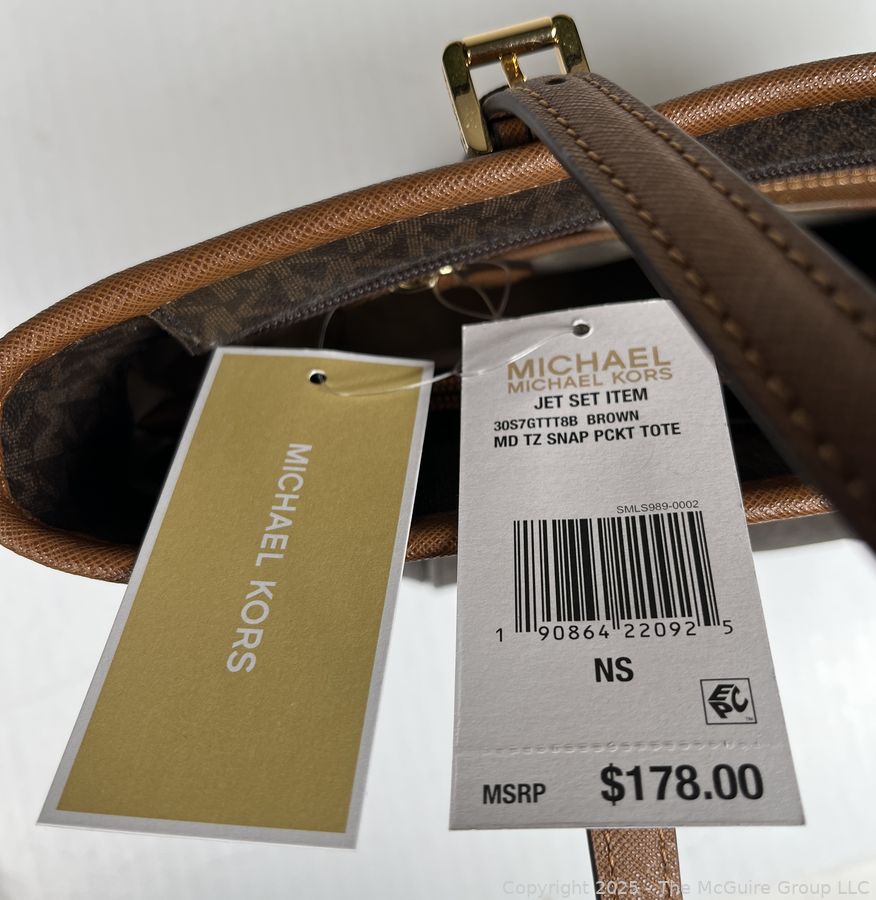 MICHAEL KORS
MICHAEL
MICHAEL KORS
JET SET ITEM
30S7GTTT8B BROWN
MD TZ SNAP PCKT TOTE
SMLS989-0002
1 90864 22092 5
NS
EPC
TM
MSRP $178.00
Copyright 2025 - The McGuire Group LLC